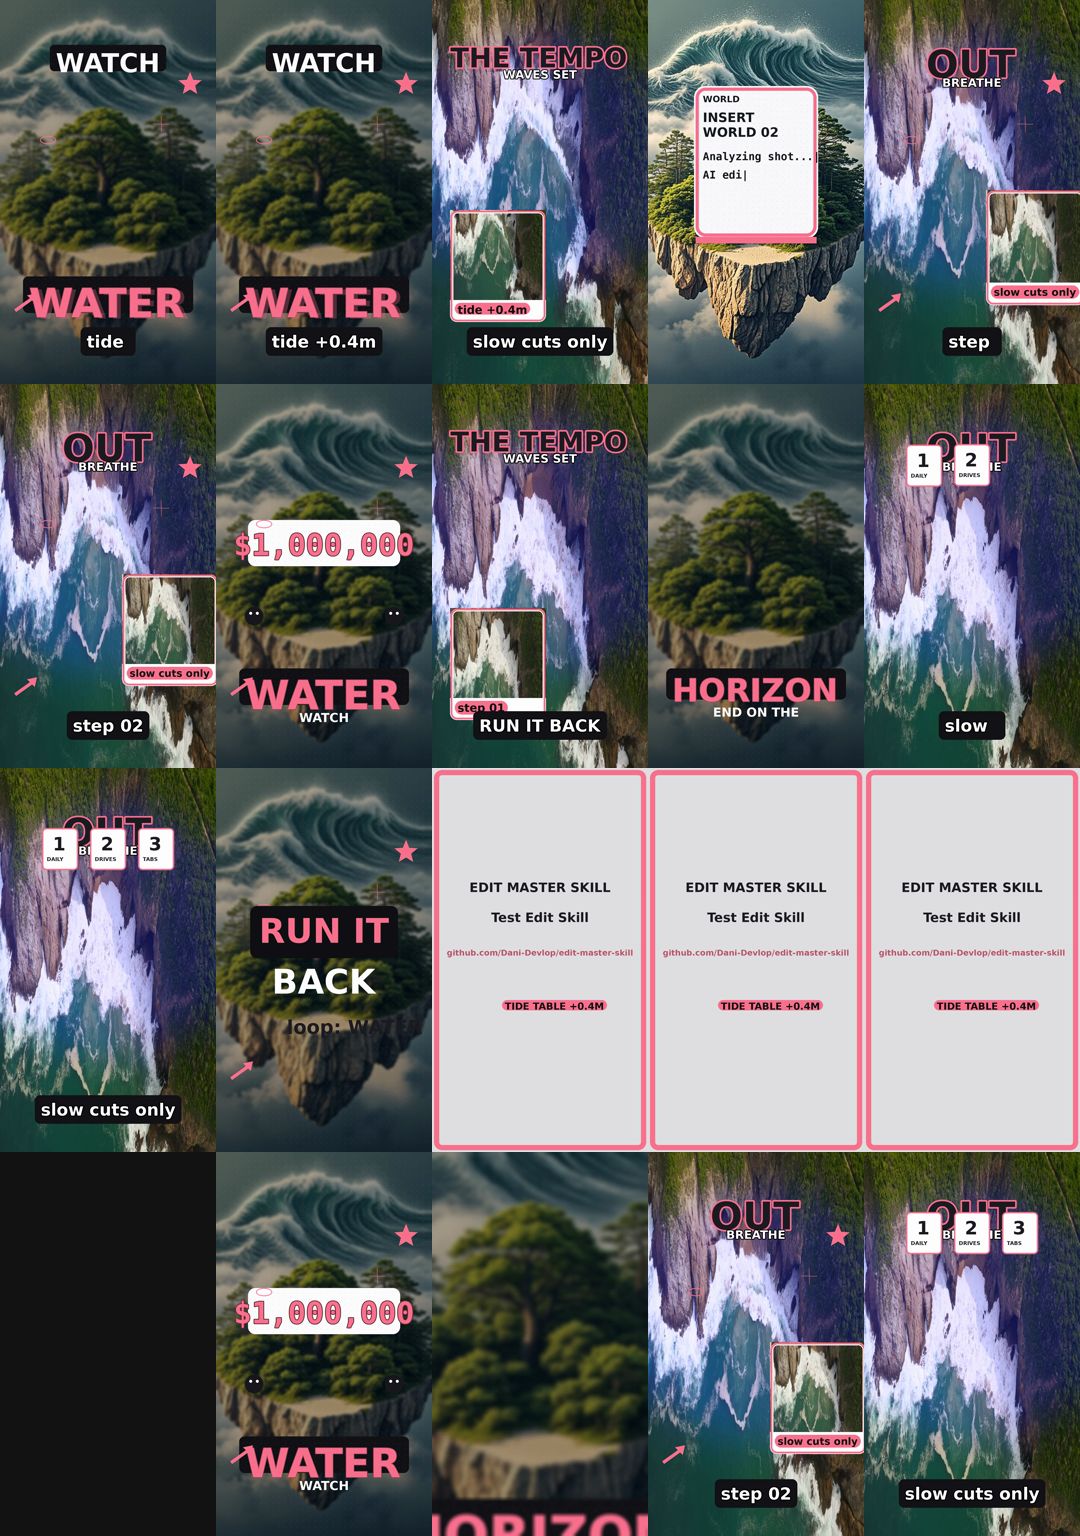 WATCH
WATER
tide
WATCH
WATER
tide +0.4m
THE TEMPO
WAVES SET
tide +0.4m
slow cuts only
WORLD
INSERT
WORLD 02
Analyzing shot...|
AI edi|
OUT
BREATHE
slow cuts only
step
OUT
BREATHE
slow cuts only
step 02
$1,000,000
WATER
WATCH
THE TEMPO
WAVES SET
step 01
RUN IT BACK
HORIZON
END ON THE
OUT
1
DAILY
2
DRIVES
slow
OUT
1
DAILY
2
DRIVES
3
TABS
slow cuts only
RUN IT
BACK
loop: WATER
EDIT MASTER SKILL
Test Edit Skill
github.com/Dani-Devlop/edit-master-skill
TIDE TABLE +0.4M
EDIT MASTER SKILL
Test Edit Skill
github.com/Dani-Devlop/edit-master-skill
TIDE TABLE +0.4M
EDIT MASTER SKILL
Test Edit Skill
github.com/Dani-Devlop/edit-master-skill
TIDE TABLE +0.4M
$1,000,000
WATER
WATCH
HORIZON
OUT
BREATHE
slow cuts only
step 02
OUT
1
DAILY
2
DRIVES
3
TABS
slow cuts only